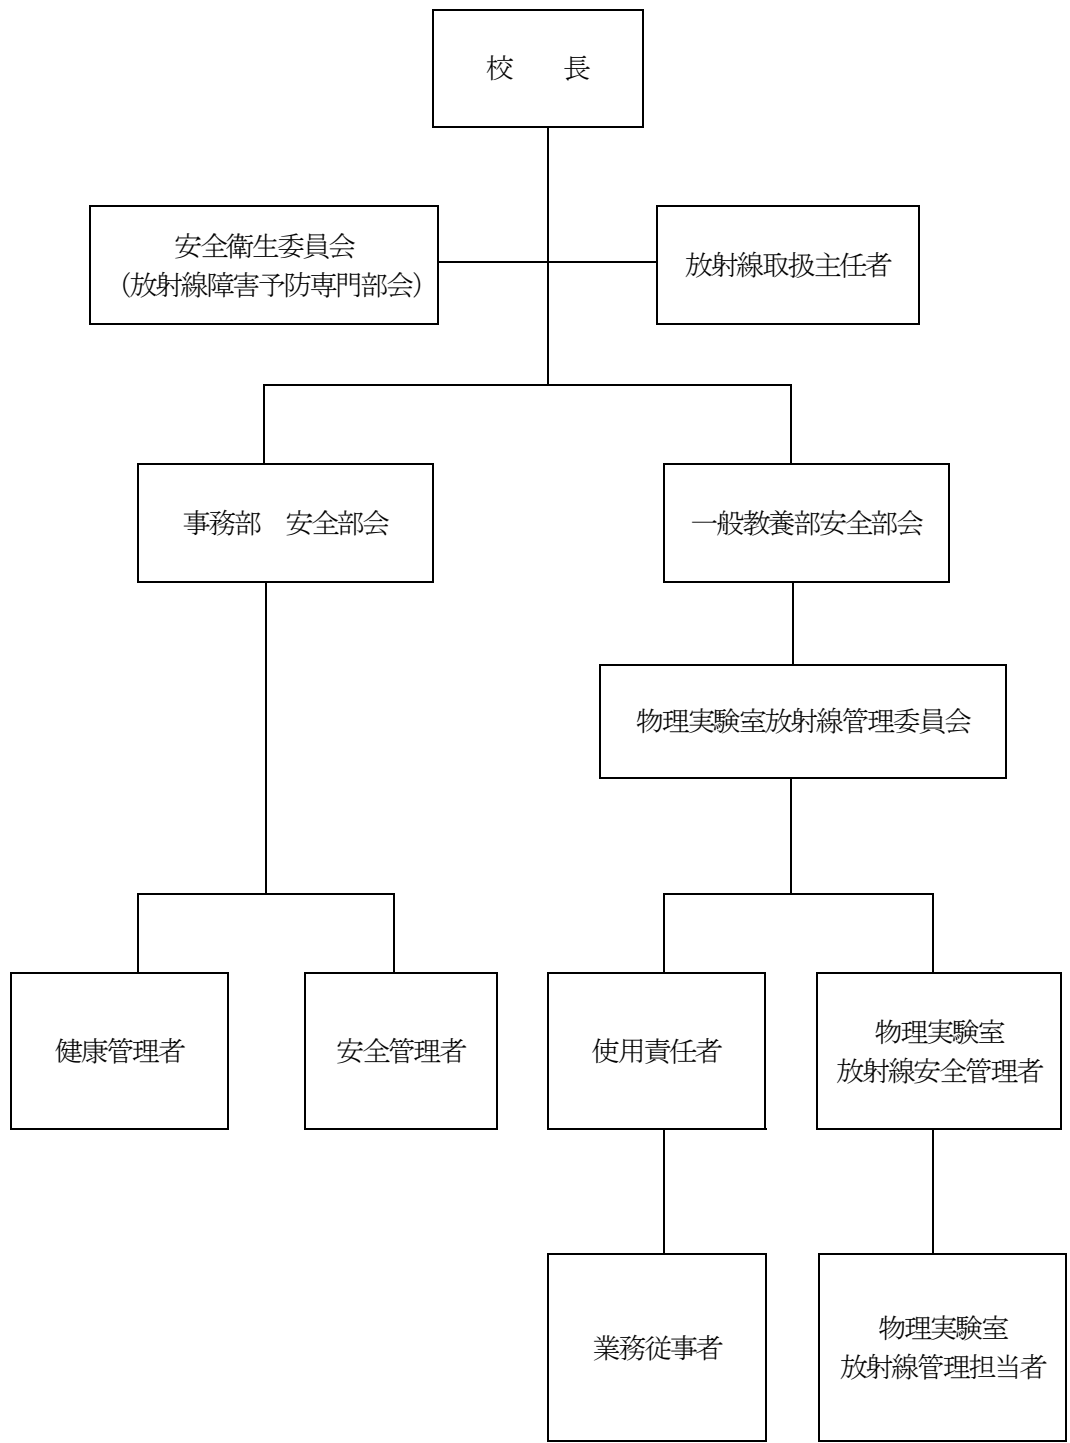 校　　長
安全衛生委員会
（放射線障害予防専門部会）
放射線取扱主任者
事務部　安全部会
一般教養部安全部会
物理実験室放射線管理委員会
健康管理者
安全管理者
使用責任者
物理実験室
放射線安全管理者
業務従事者
物理実験室
放射線管理担当者